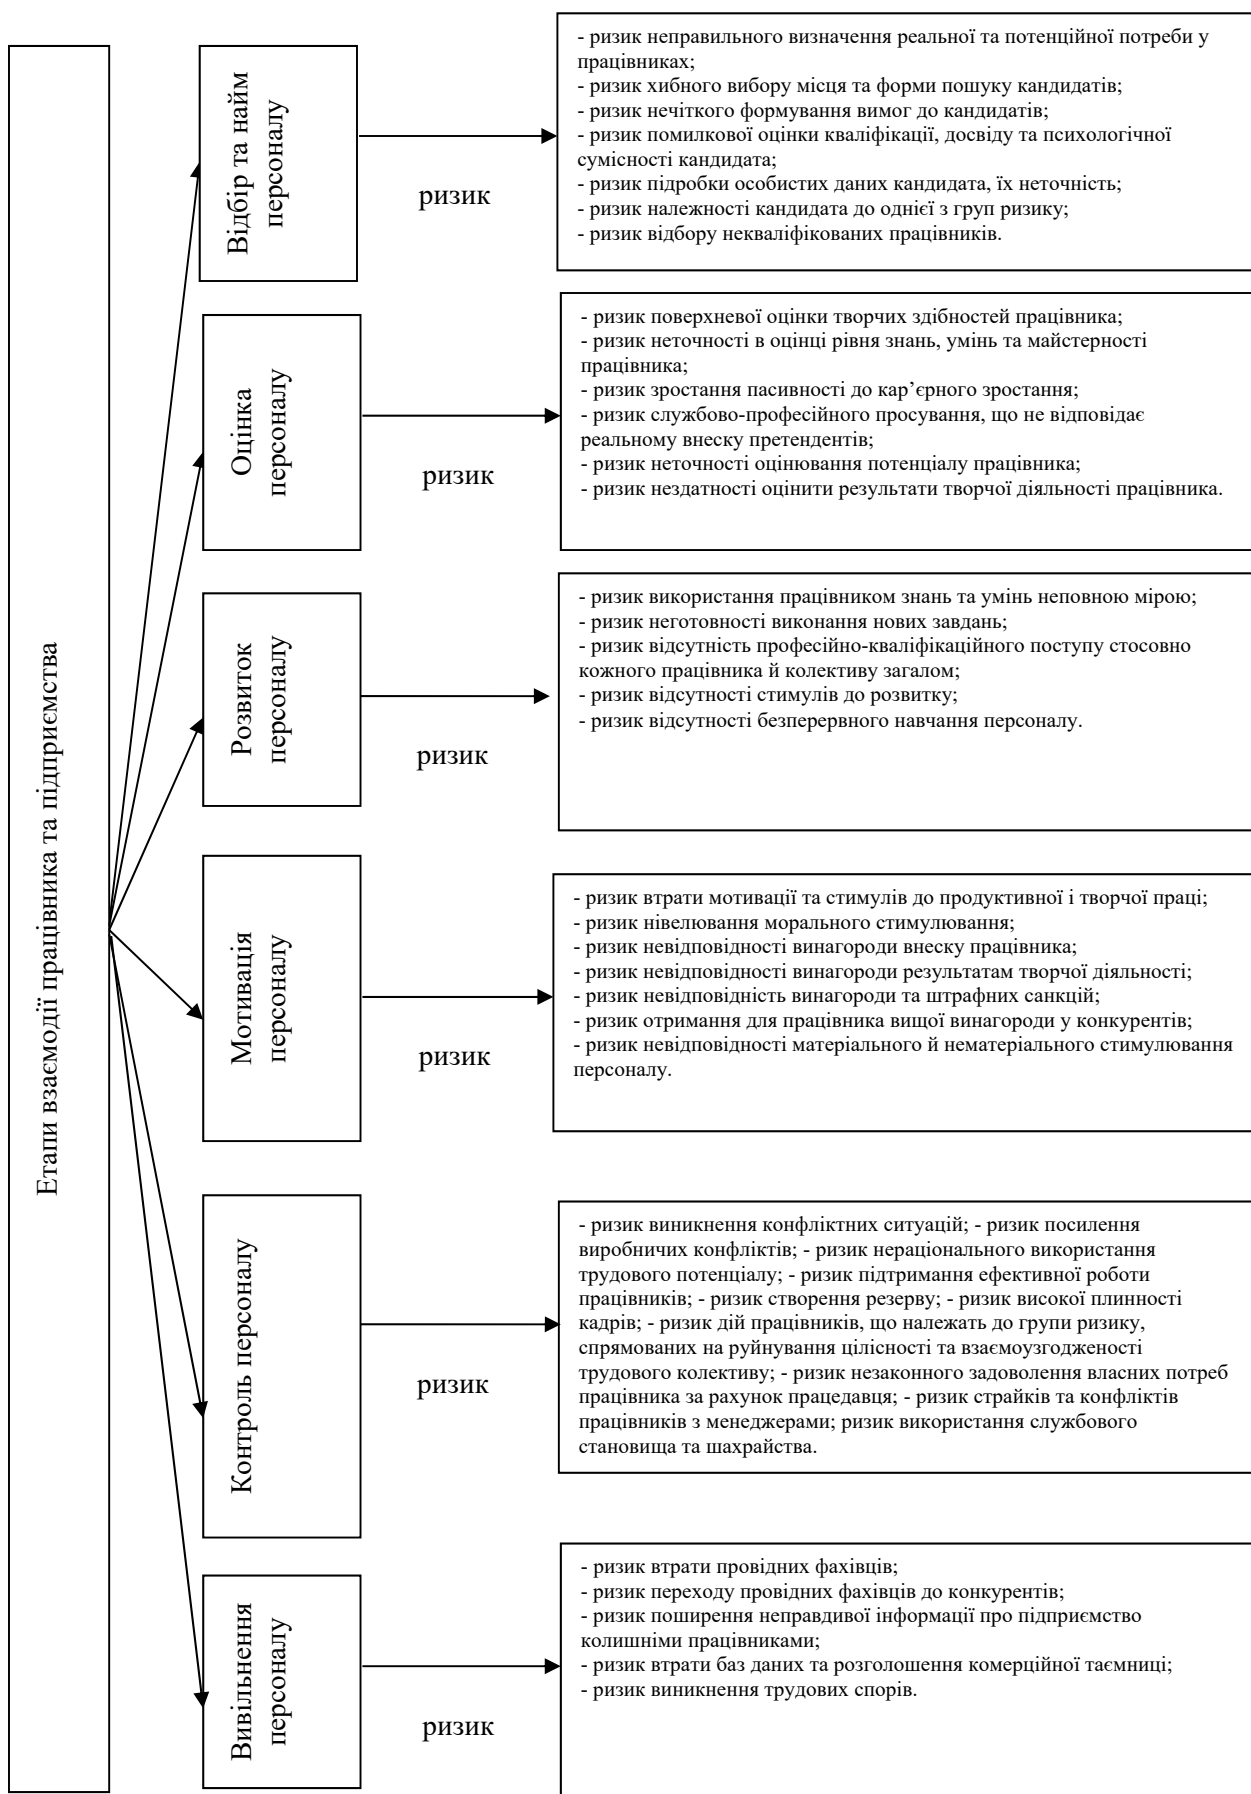 Етапи взаємодії працівника та підприємства
Відбір та найм
персоналу
ризик
- ризик неправильного визначення реальної та потенційної потреби у
працівниках;
- ризик хибного вибору місця та форми пошуку кандидатів;
- ризик нечіткого формування вимог до кандидатів;
- ризик помилкової оцінки кваліфікації, досвіду та психологічної
сумісності кандидата;
- ризик підробки особистих даних кандидата, їх неточність;
- ризик належності кандидата до однієї з груп ризику;
- ризик відбору некваліфікованих працівників.
Оцінка
персоналу
ризик
- ризик поверхневої оцінки творчих здібностей працівника;
- ризик неточності в оцінці рівня знань, умінь та майстерності
працівника;
- ризик зростання пасивності до кар’єрного зростання;
- ризик службово-професійного просування, що не відповідає
реальному внеску претендентів;
- ризик неточності оцінювання потенціалу працівника;
- ризик нездатності оцінити результати творчої діяльності працівника.
Розвиток
персоналу
ризик
- ризик використання працівником знань та умінь неповною мірою;
- ризик неготовності виконання нових завдань;
- ризик відсутність професійно-кваліфікаційного поступу стосовно
кожного працівника й колективу загалом;
- ризик відсутності стимулів до розвитку;
- ризик відсутності безперервного навчання персоналу.
Мотивація
персоналу
ризик
- ризик втрати мотивації та стимулів до продуктивної і творчої праці;
- ризик нівелювання морального стимулювання;
- ризик невідповідності винагороди внеску працівника;
- ризик невідповідності винагороди результатам творчої діяльності;
- ризик невідповідність винагороди та штрафних санкцій;
- ризик отримання для працівника вищої винагороди у конкурентів;
- ризик невідповідності матеріального й нематеріального стимулювання
персоналу.
Контроль персоналу
ризик
- ризик виникнення конфліктних ситуацій; - ризик посилення
виробничих конфліктів; - ризик нераціонального використання
трудового потенціалу; - ризик підтримання ефективної роботи
працівників; - ризик створення резерву; - ризик високої плинності
кадрів; - ризик дій працівників, що належать до групи ризику,
спрямованих на руйнування цілісності та взаємоузгодженості
трудового колективу; - ризик незаконного задоволення власних потреб
працівника за рахунок працедавця; - ризик страйків та конфліктів
працівників з менеджерами; ризик використання службового
становища та шахрайства.
Вивільнення
персоналу
ризик
- ризик втрати провідних фахівців;
- ризик переходу провідних фахівців до конкурентів;
- ризик поширення неправдивої інформації про підприємство
колишніми працівниками;
- ризик втрати баз даних та розголошення комерційної таємниці;
- ризик виникнення трудових спорів.